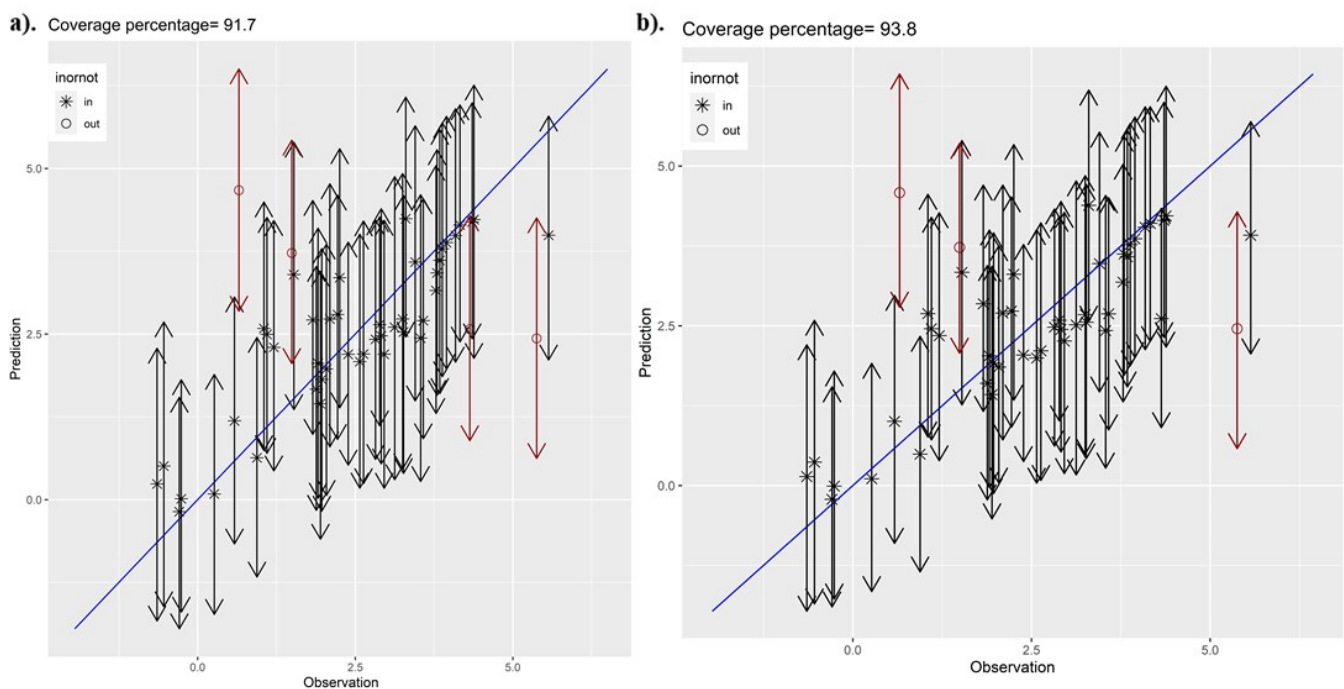 a). Coverage percentage= 91.7
inornot
in
out
5.0
2.5
0.0
Prediction
0.0 2.5 5.0
Observation
b). Coverage percentage= 93.8
inornot
in
out
5.0
2.5
0.0
Prediction
0.0 2.5 5.0
Observation